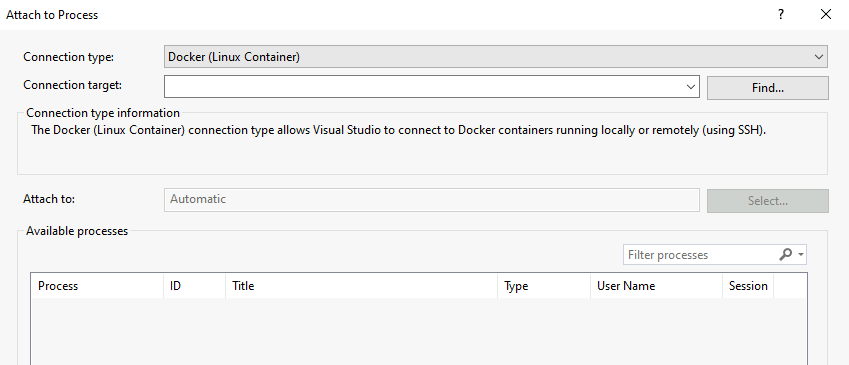 Attach to Process ?
Connection type: Docker (Linux Container)
Connection target: Find...
Connection type information
The Docker (Linux Container) connection type allows Visual Studio to connect to Docker containers running locally or remotely (using SSH).
Attach to: Automatic Select...
Available processes
Filter processes
Process ID Title Type User Name Session